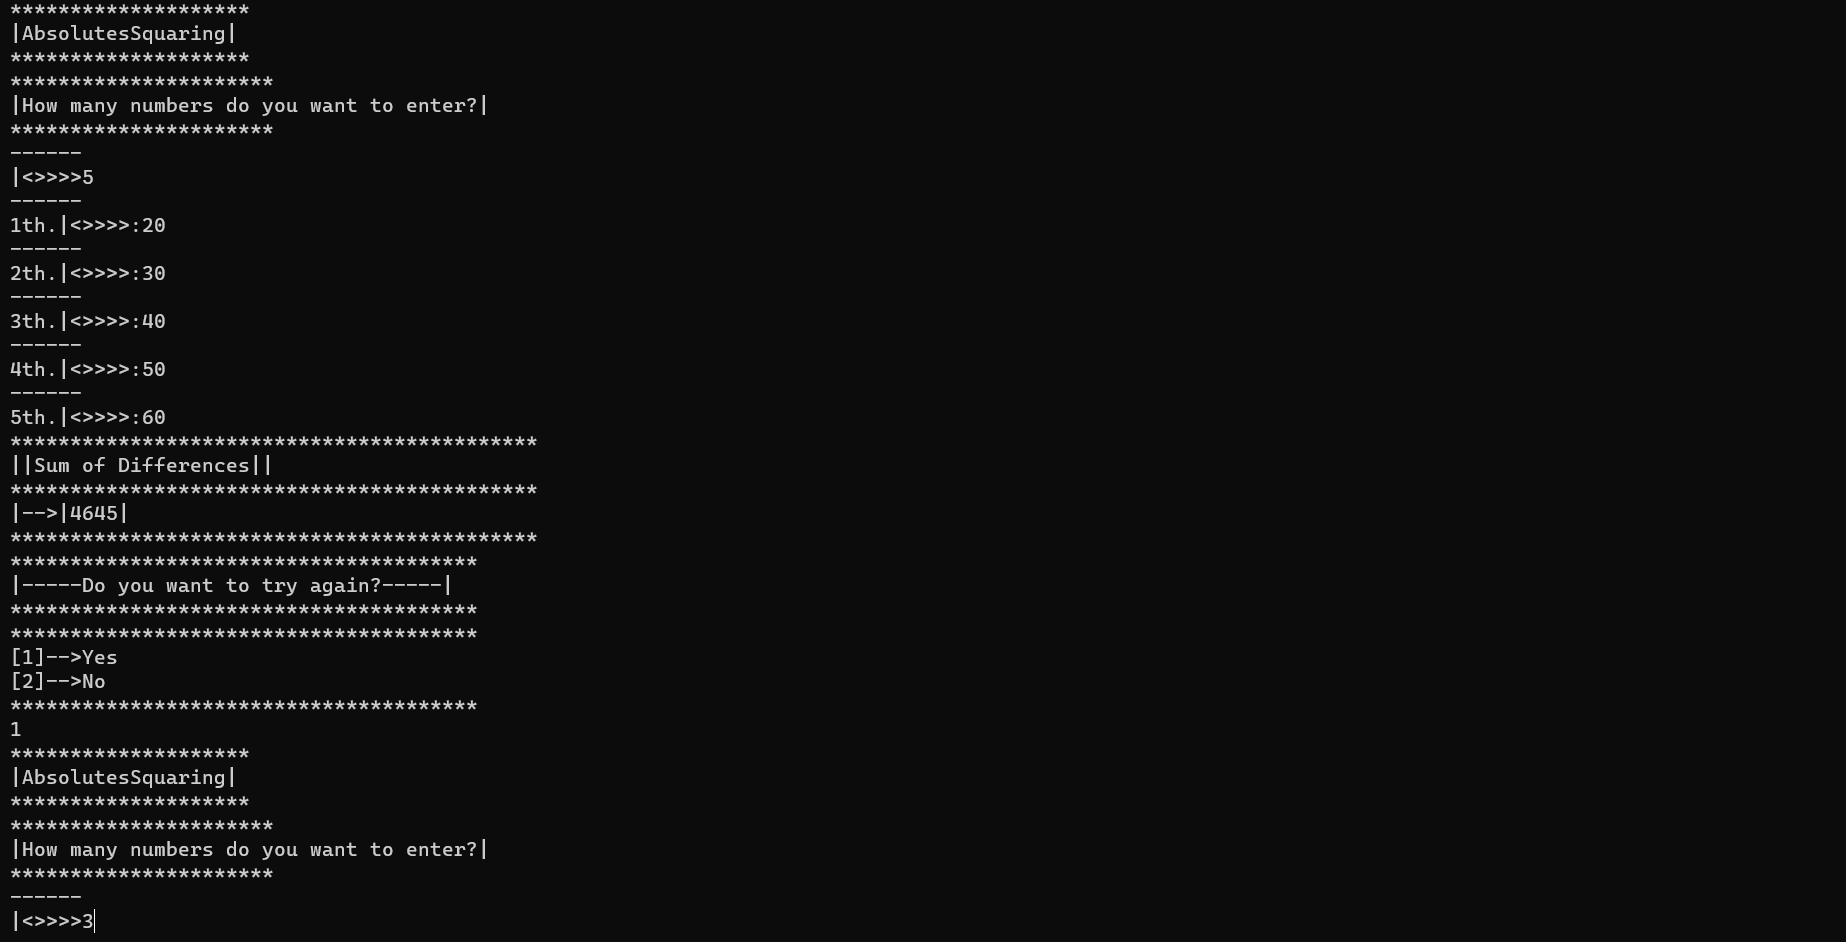 ********************
|AbsolutesSquaring|
********************
**********************
|How many numbers do you want to enter?|
**********************
------
|<>>>>5
------
1th.|<>>>>:20
------
2th.|<>>>>:30
------
3th.|<>>>>:40
------
4th.|<>>>>:50
------
5th.|<>>>>:60
********************************************
||Sum of Differences||
********************************************
|-->|4645|
********************************************
***************************************
|-----Do you want to try again?-----|
***************************************
***************************************
[1]-->Yes
[2]-->No
***************************************
1
********************
|AbsolutesSquaring|
********************
**********************
|How many numbers do you want to enter?|
**********************
------
|<>>>>3